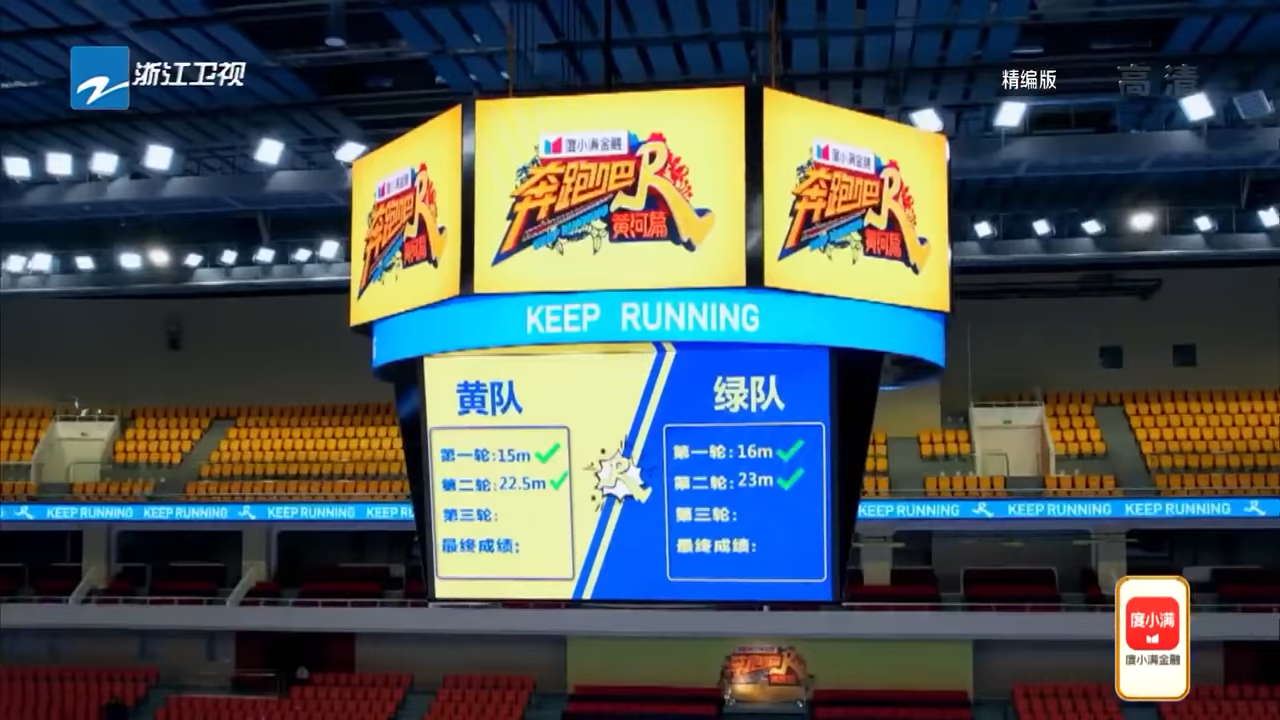 浙江卫视
精编版
高清
度小满金融
奔跑吧R
黄河篇
度小满金融
奔跑吧R
黄河篇
度小满金融
奔跑吧R
黄河篇
KEEP RUNNING
黄队
第一轮:15m
第二轮:22.5m
第三轮:
最终成绩:
绿队
第一轮:16m
第二轮:23m
第三轮:
最终成绩:
KEEP RUNNING KEEP RUNNING KEEP RUNNING
KEEP RUNNING KEEP RUNNING KEEP RUNNING
度小满
度小满金融